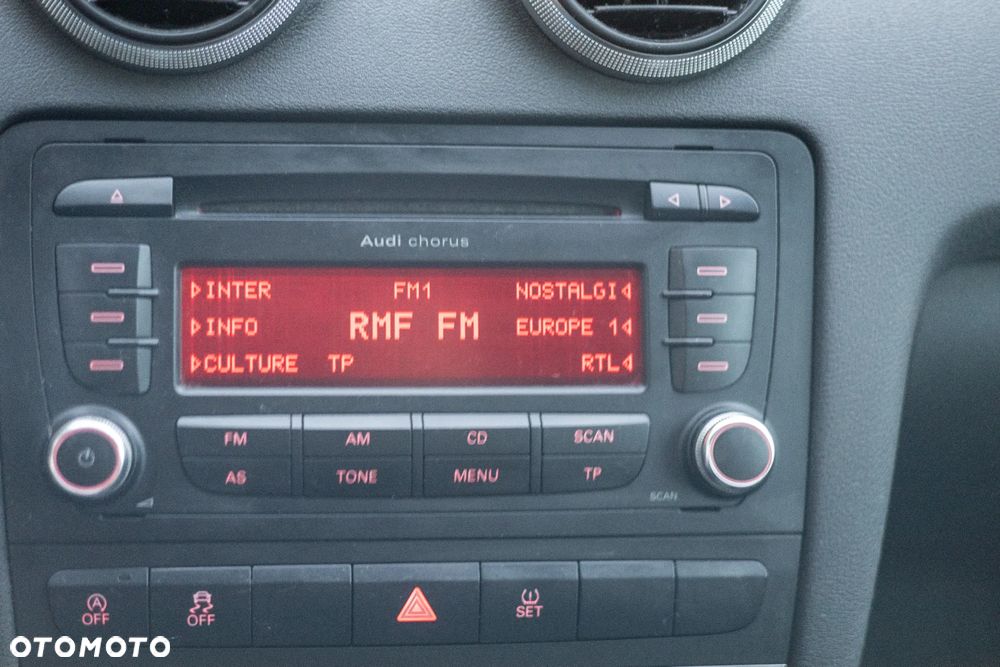 Audi chorus
INTER FM1 NOSTALGI
INFO RMF FM EUROPE 1
CULTURE TP RTL
FM AM CD SCAN
AS TONE MENU TP
SCAN
A OFF OFF SET
OTOMOTO